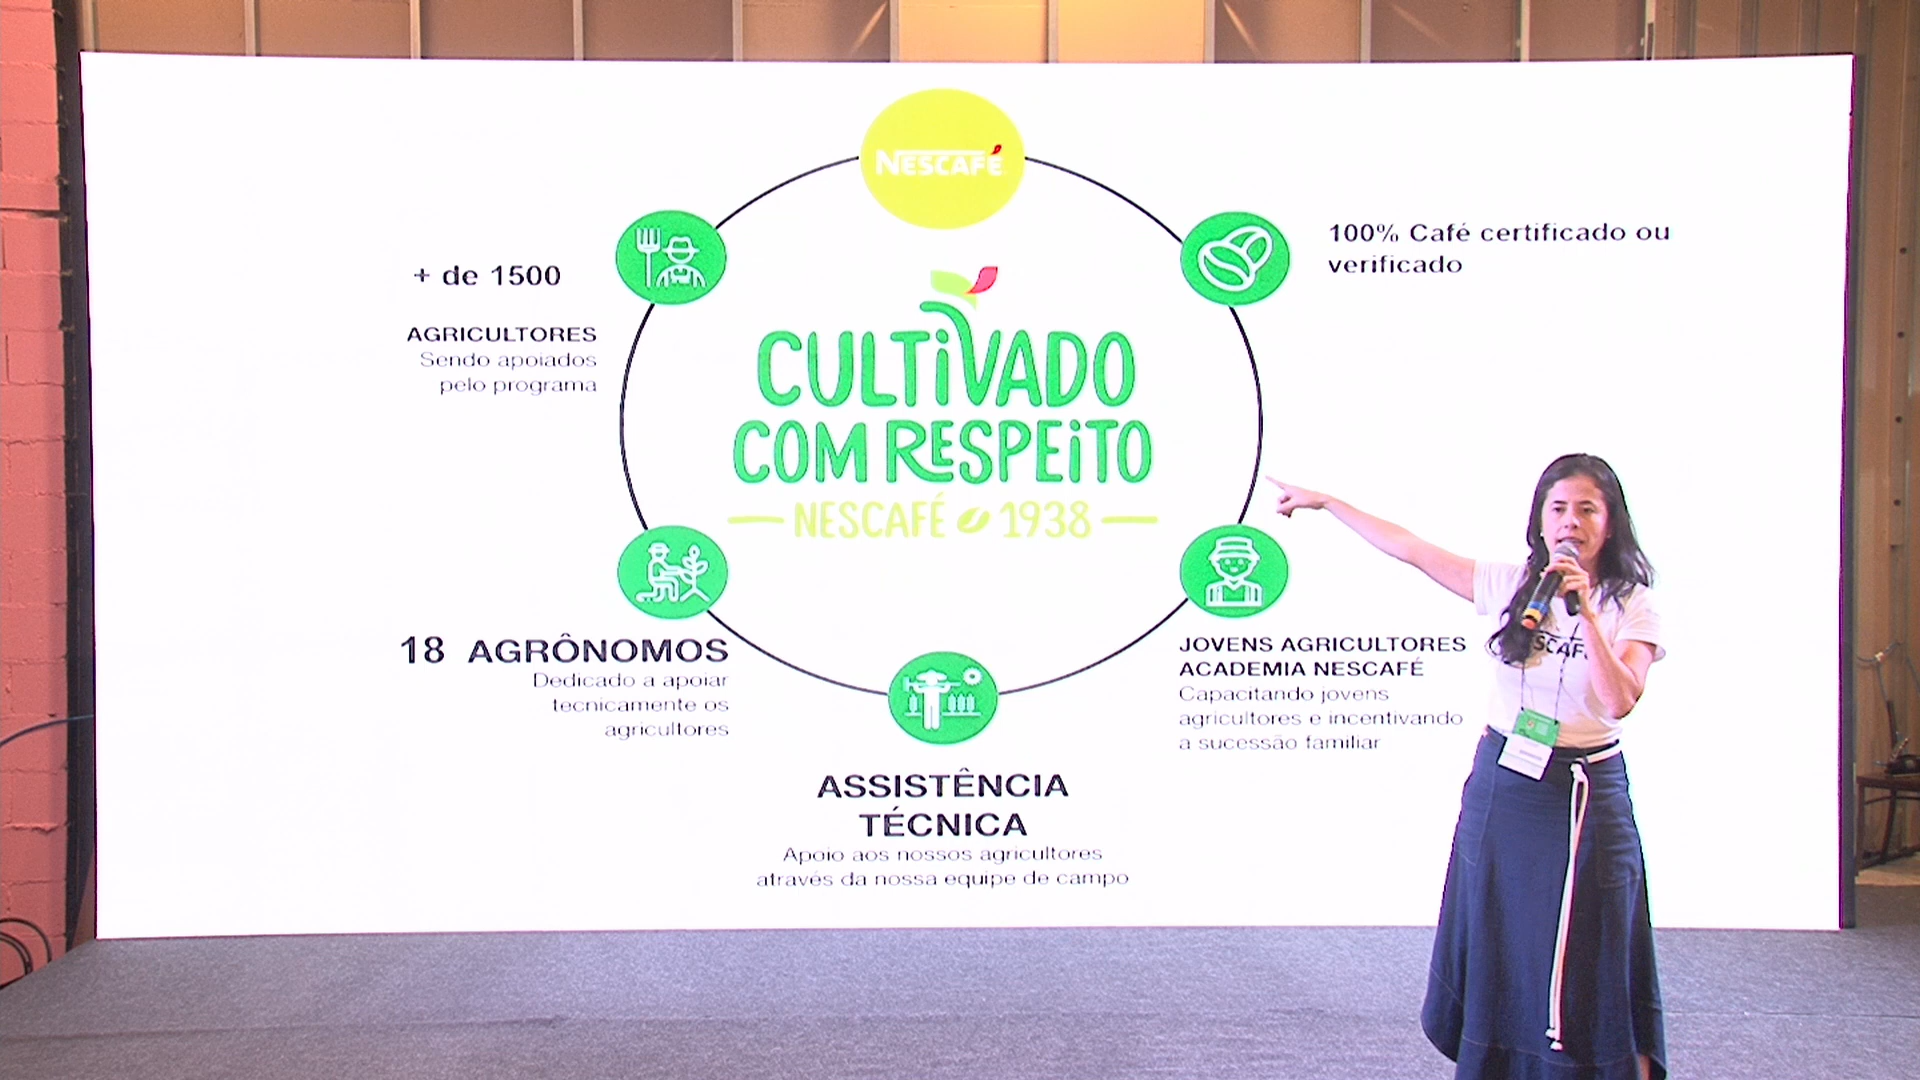 NESCAFÉ
+ de 1500
AGRICULTORES
Sendo apoiados
pelo programa
100% Café certificado ou
verificado
CULTIVADO
COM RESPEITO
NESCAFÉ 1938
18 AGRÔNOMOS
Dedicado a apoiar
tecnicamente os
agricultores
JOVENS AGRICULTORES
ACADEMIA NESCAFÉ
Capacitando jovens
agricultores e incentivando
a sucessão familiar
ASSISTÊNCIA
TÉCNICA
Apoio aos nossos agricultores
através da nossa equipe de campo